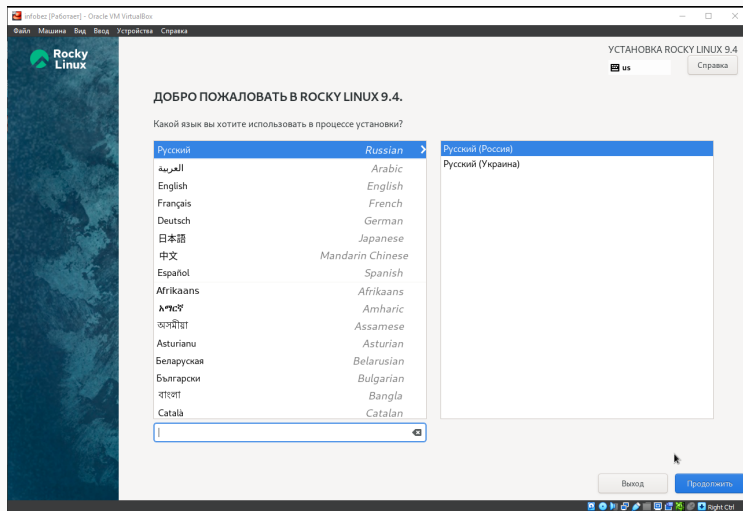 infobez [Работает] - Oracle VM VirtualBox
Файл Машина Вид Ввод Устройства Справка
Rocky
Linux
УСТАНОВКА ROCKY LINUX 9.4
us
Справка
ДОБРО ПОЖАЛОВАТЬ В ROCKY LINUX 9.4.
Какой язык вы хотите использовать в процессе установки?
Русский Russian
العربية Arabic
English English
Français French
Deutsch German
日本語 Japanese
中文 Mandarin Chinese
Español Spanish
Afrikaans Afrikaans
አማርኛ Amharic
অসমীয়া Assamese
Asturianu Asturian
Беларуская Belarusian
Български Bulgarian
বাংলা Bangla
Català Catalan
Русский (Россия)
Русский (Украина)
Выход
Продолжить
Right Ctrl